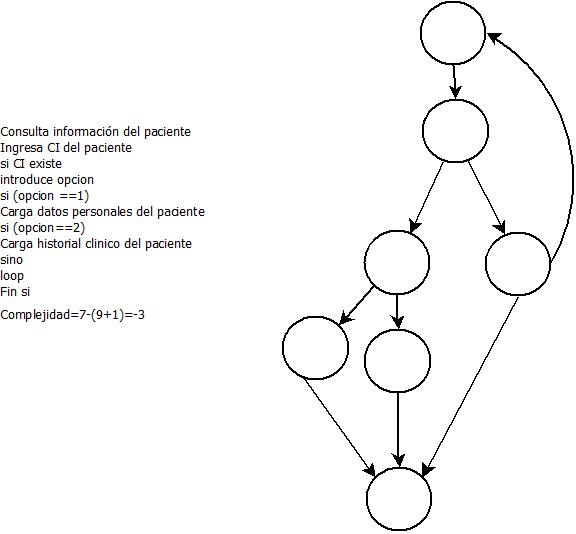 Consulta información del paciente
Ingresa CI del paciente
si CI existe
introduce opcion
si (opcion ==1)
Carga datos personales del paciente
si (opcion==2)
Carga historial clinico del paciente
sino
loop
Fin si
Complejidad=7-(9+1)=-3